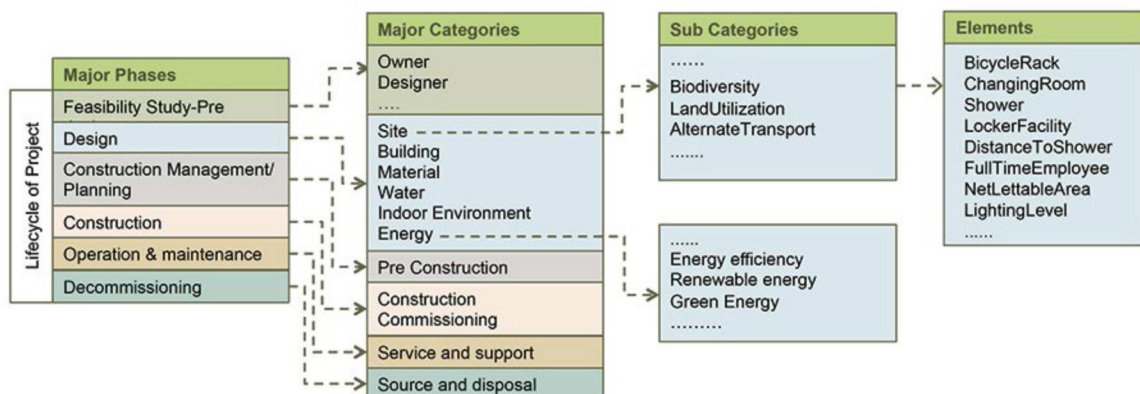 Major Phases
Lifecycle of Project
Feasibility Study-Pre
Design
Construction Management/
Planning
Construction
Operation & maintenance
Decommissioning
Major Categories
Owner
Designer
....
Site
Building
Material
Water
Indoor Environment
Energy
Pre Construction
Construction
Commissioning
Service and support
Source and disposal
Sub Categories
......
Biodiversity
LandUtilization
AlternateTransport
.......
......
Energy efficiency
Renewable energy
Green Energy
.........
Elements
BicycleRack
ChangingRoom
Shower
LockerFacility
DistanceToShower
FullTimeEmployee
NetLettableArea
LightingLevel
......